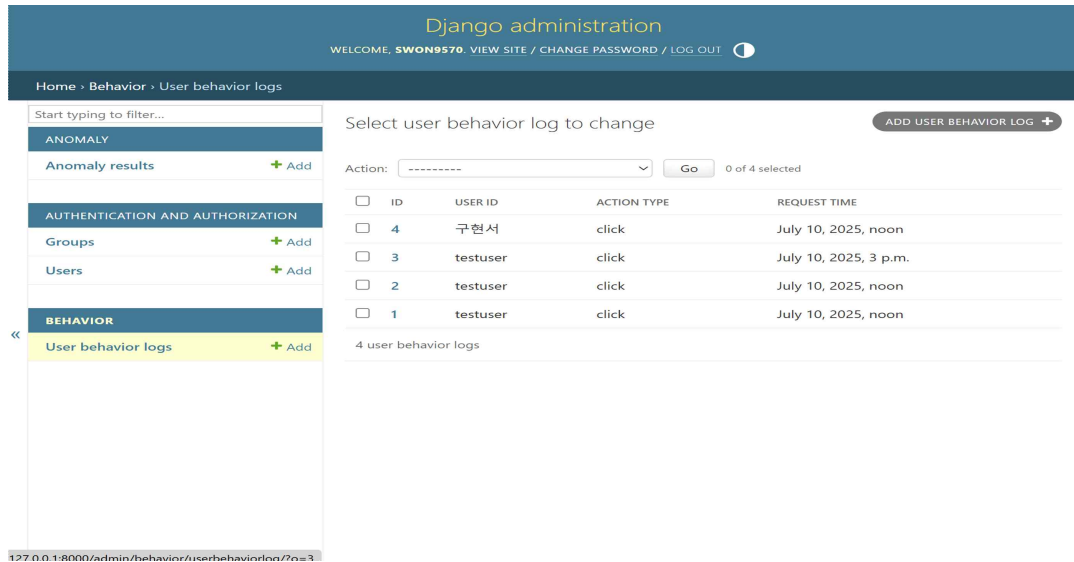 Django administration
WELCOME, SWON9570. VIEW SITE / CHANGE PASSWORD / LOG OUT
Home › Behavior › User behavior logs
Start typing to filter...
ANOMALY
Anomaly results + Add
AUTHENTICATION AND AUTHORIZATION
Groups + Add
Users + Add
BEHAVIOR
User behavior logs + Add
«
Select user behavior log to change
ADD USER BEHAVIOR LOG +
Action: --------- Go 0 of 4 selected
ID USER ID ACTION TYPE REQUEST TIME
4 구현서 click July 10, 2025, noon
3 testuser click July 10, 2025, 3 p.m.
2 testuser click July 10, 2025, noon
1 testuser click July 10, 2025, noon
4 user behavior logs
127.0.0.1:8000/admin/behavior/userbehaviorlog/?o=3